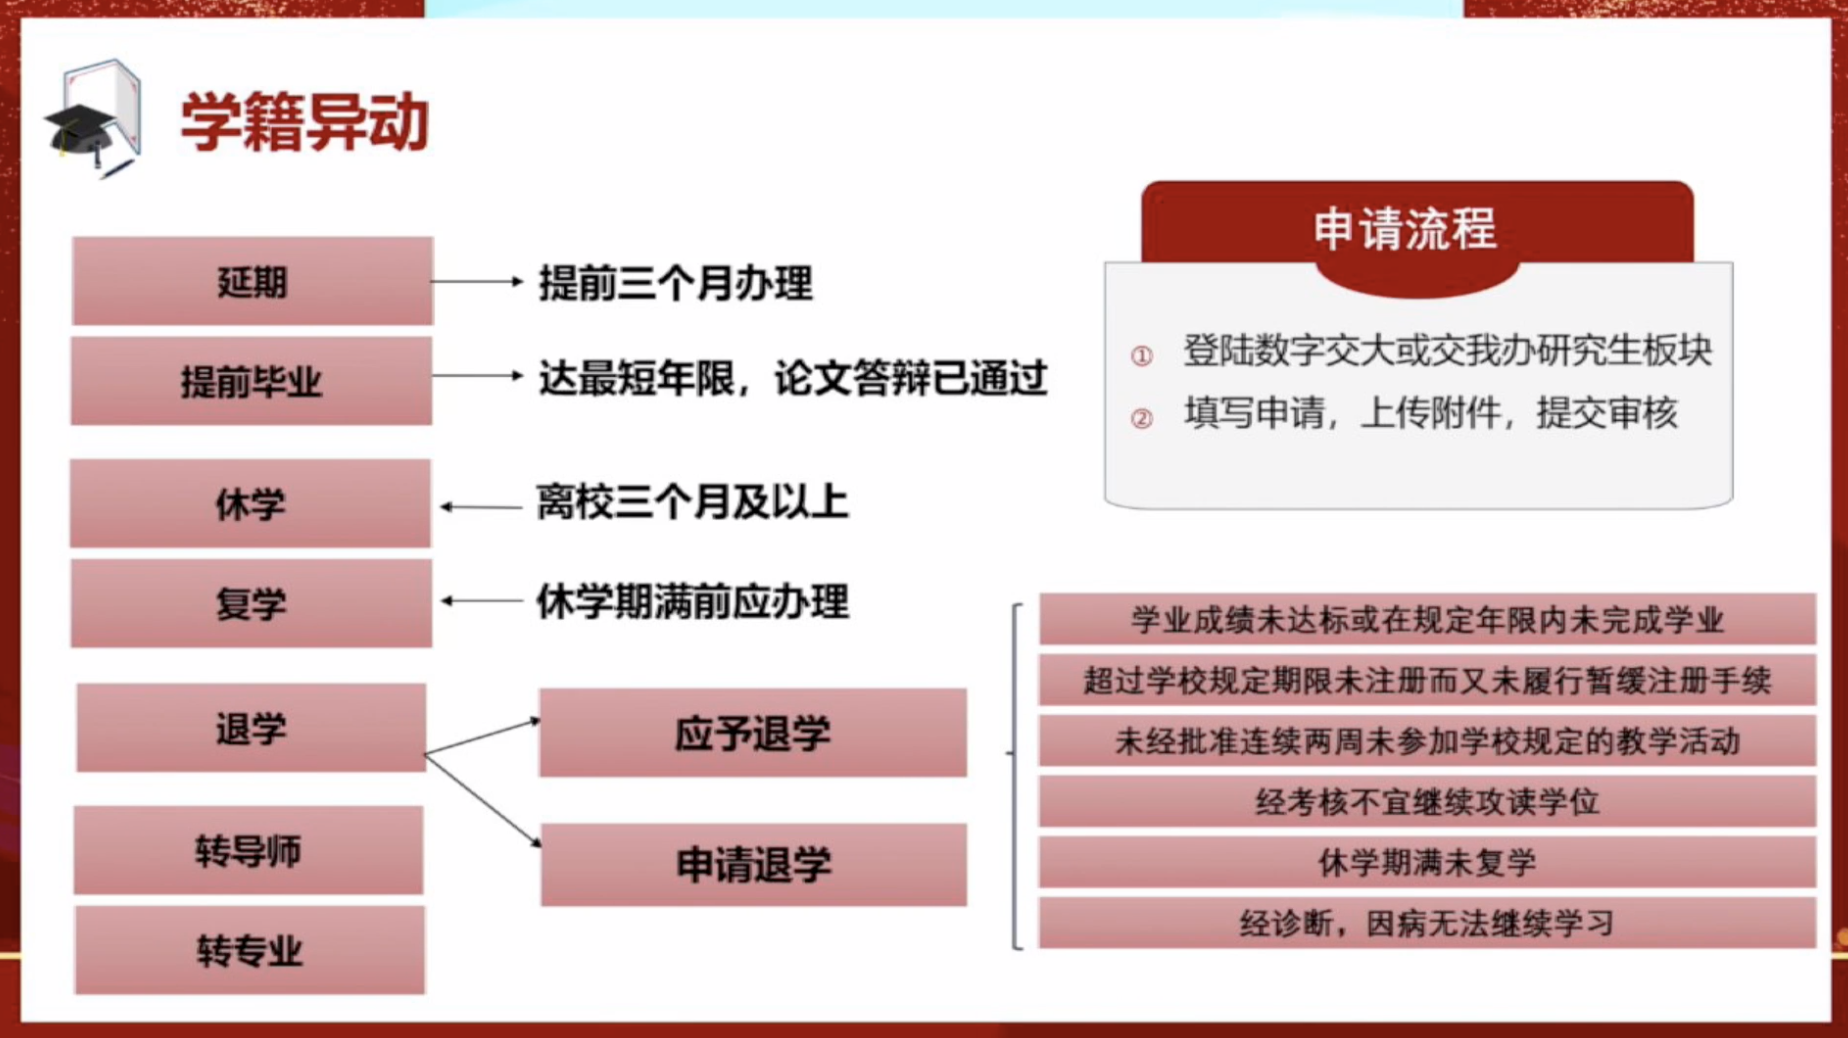 学籍异动
延期
提前三个月办理
提前毕业
达最短年限，论文答辩已通过
休学
离校三个月及以上
复学
休学期满前应办理
退学
应予退学
申请退学
转导师
转专业
申请流程
① 登陆数字交大或交我办研究生板块
② 填写申请，上传附件，提交审核
学业成绩未达标或在规定年限内未完成学业
超过学校规定期限未注册而又未履行暂缓注册手续
未经批准连续两周未参加学校规定的教学活动
经考核不宜继续攻读学位
休学期满未复学
经诊断，因病无法继续学习